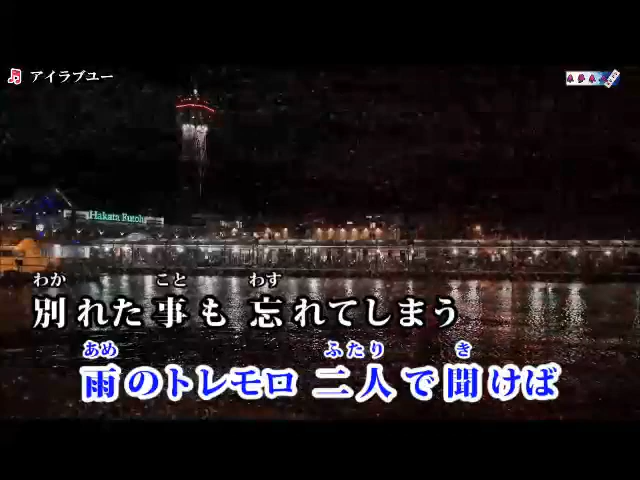 アイラブユー
Hakata Futoh
わか こと わす
別れた事も 忘れてしまう
あめ ふたり き
雨のトレモロ 二人で聞けば